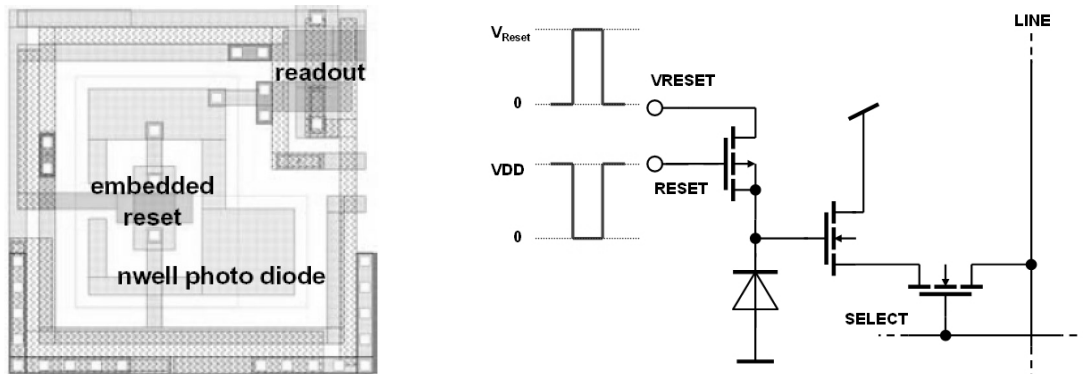 readout
embedded
reset
nwell photo diode
VReset
0
VDD
0
VRESET
RESET
SELECT
LINE